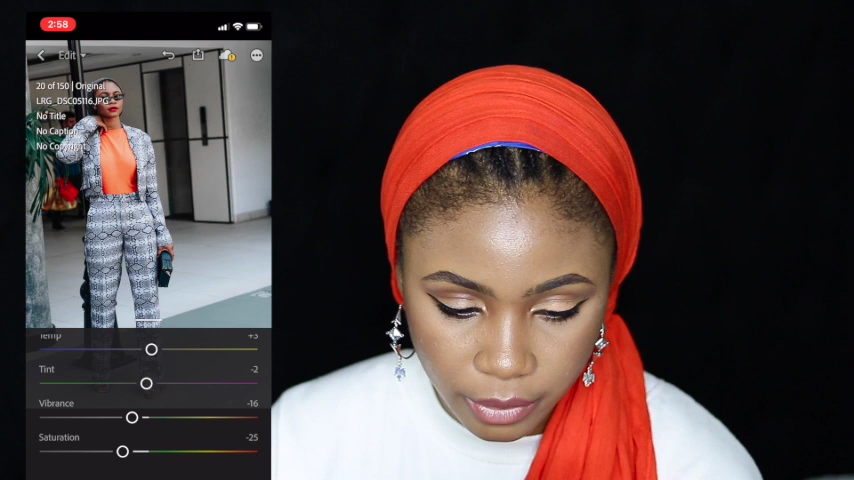 2:58
Edit
20 of 150 | Original
LRG_DSC05116.JPG
No Title
No Caption
No Copyright
Temp +3
Tint -2
Vibrance -16
Saturation -25